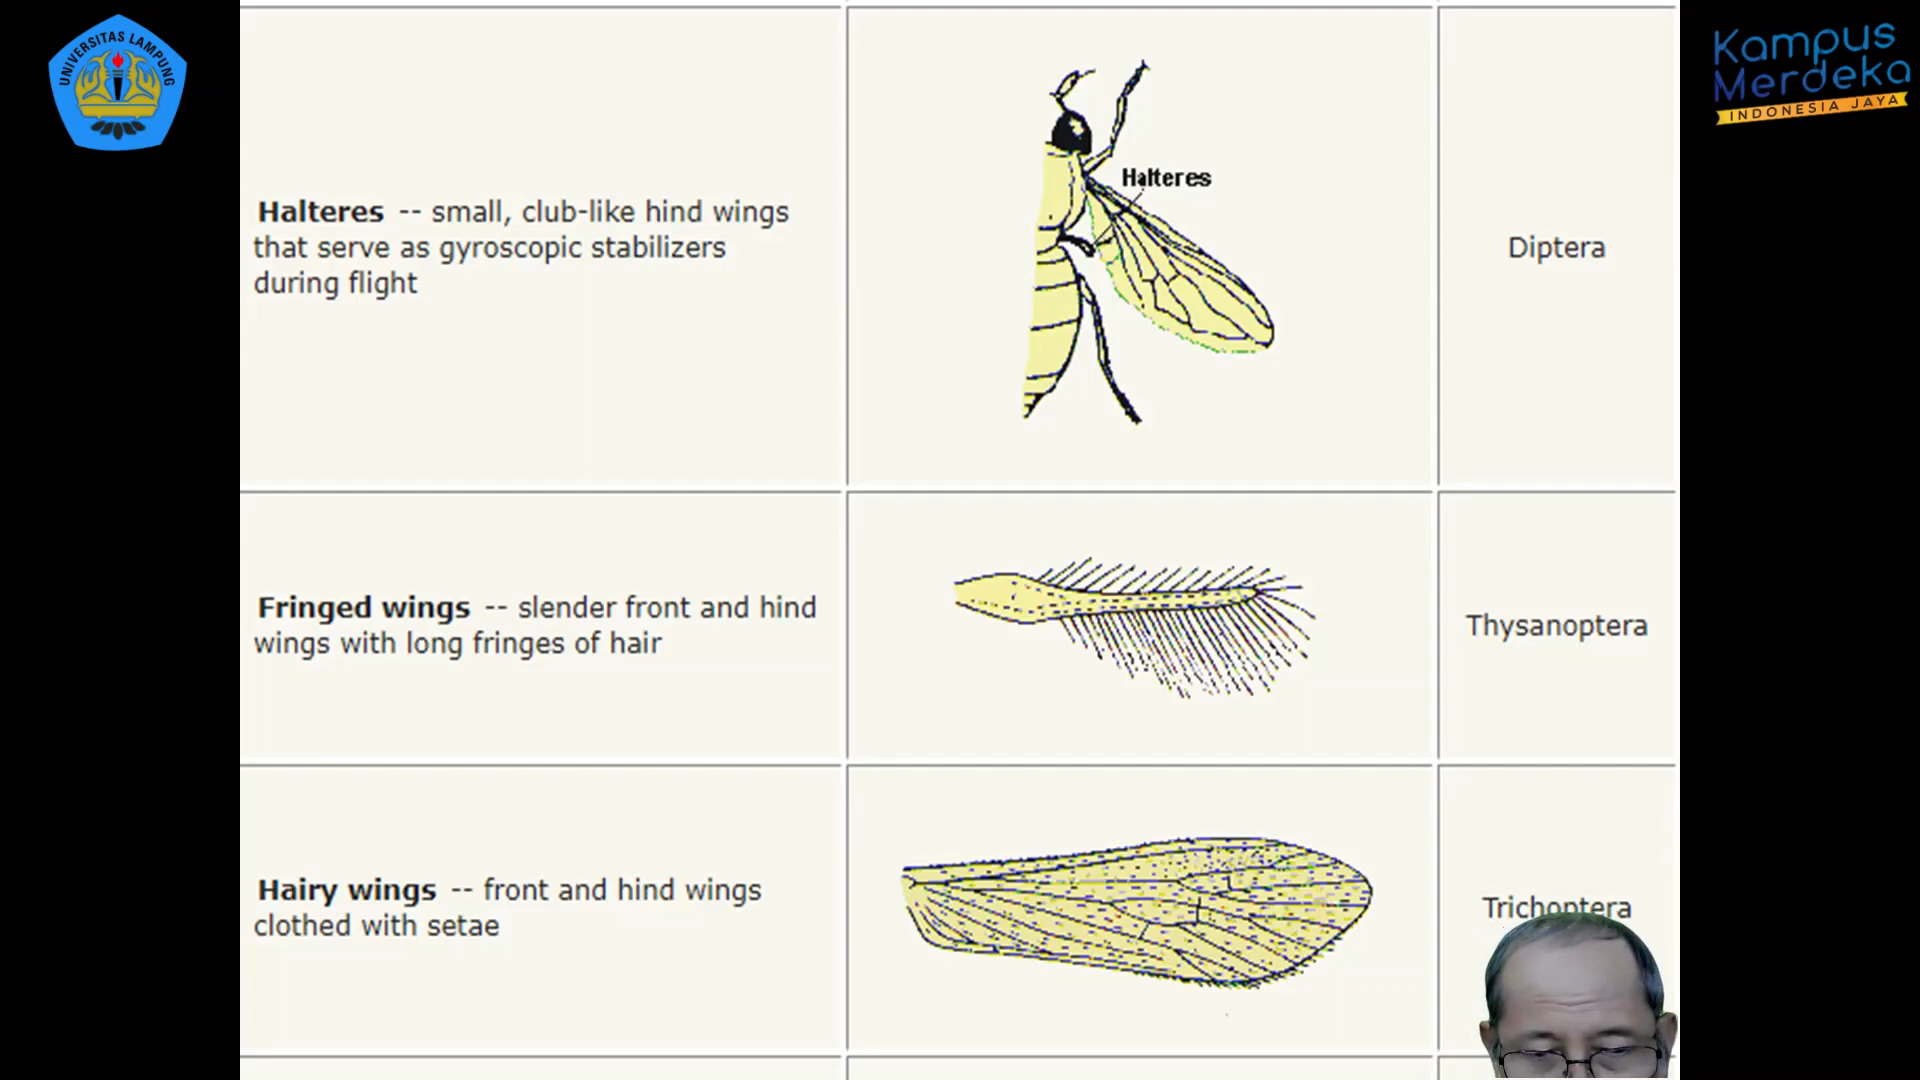 UNIVERSITAS LAMPUNG
Kampus
Merdeka
INDONESIA JAYA
Halteres -- small, club-like hind wings
that serve as gyroscopic stabilizers
during flight
Halteres
Diptera
Fringed wings -- slender front and hind
wings with long fringes of hair
Thysanoptera
Hairy wings -- front and hind wings
clothed with setae
Trichoptera